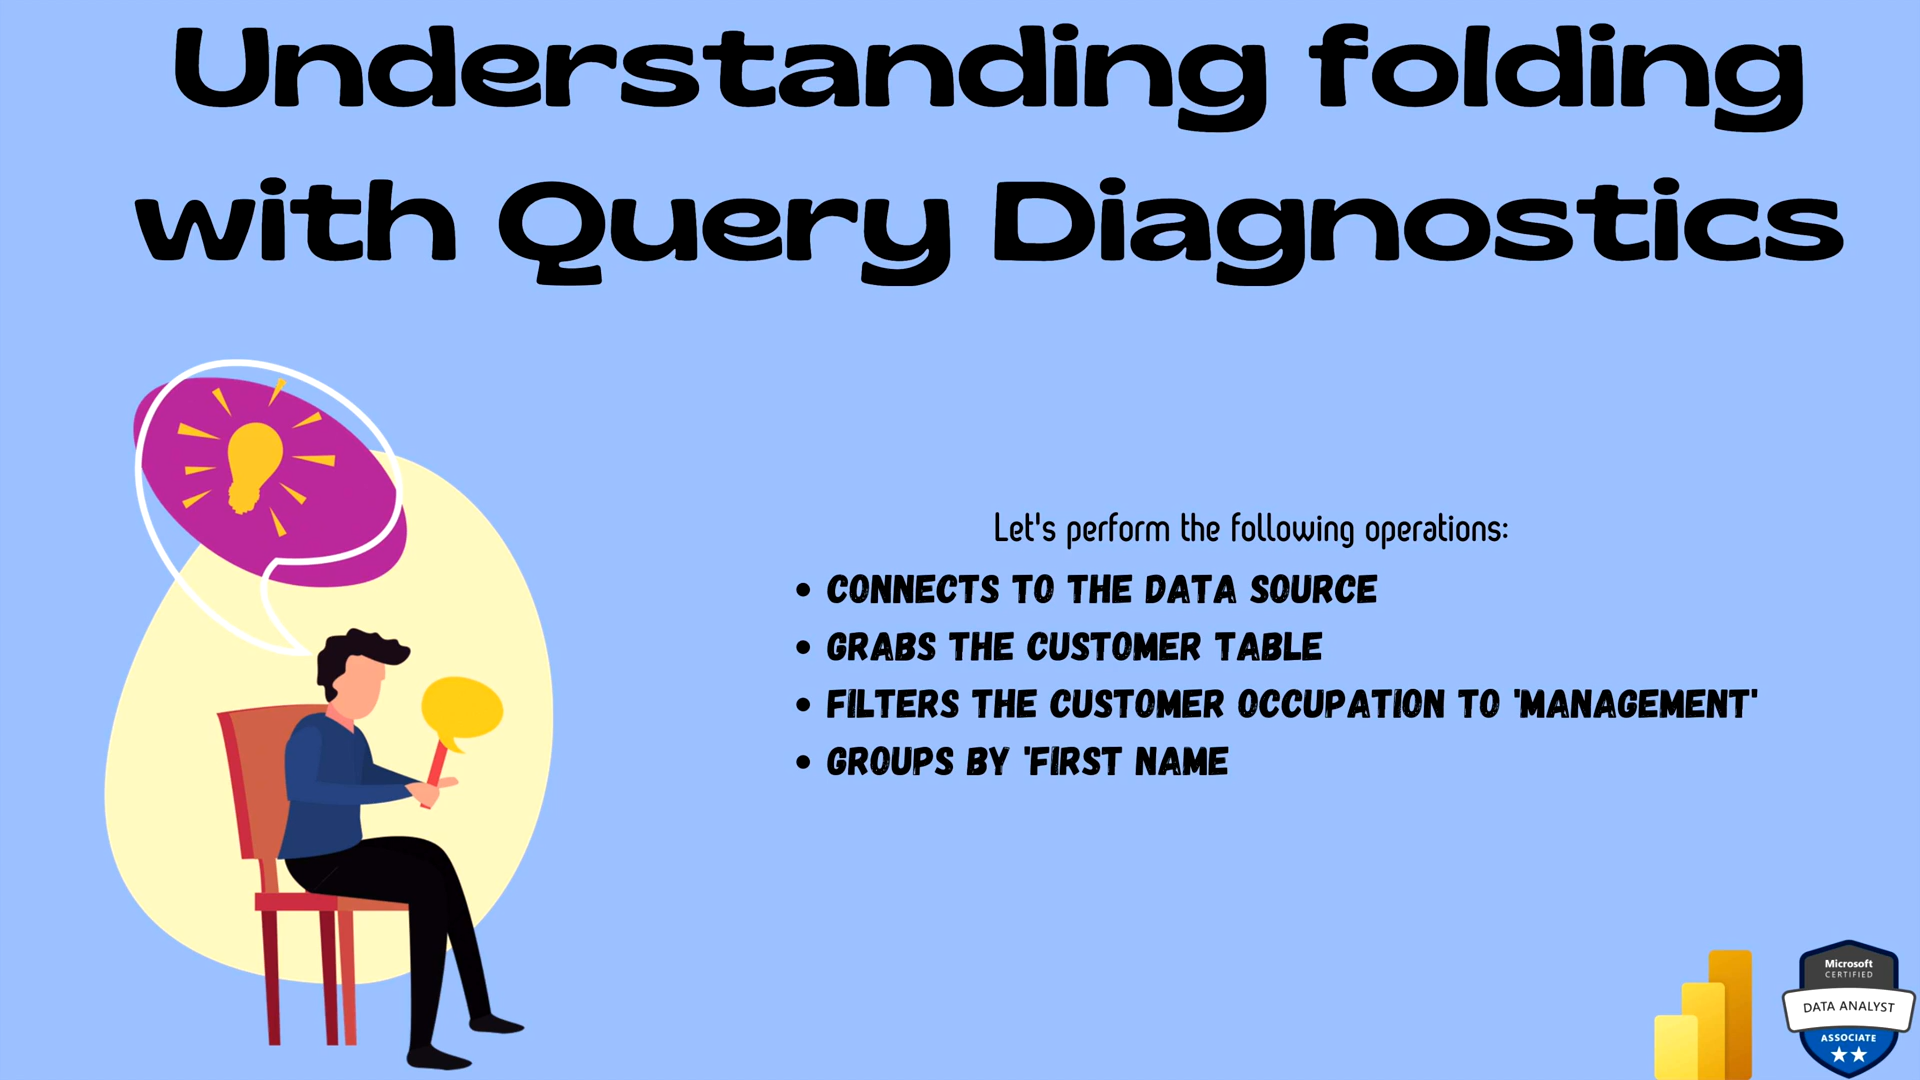 Understanding folding
with Query Diagnostics
Let's perform the following operations:
• CONNECTS TO THE DATA SOURCE
• GRABS THE CUSTOMER TABLE
• FILTERS THE CUSTOMER OCCUPATION TO 'MANAGEMENT'
• GROUPS BY 'FIRST NAME
Microsoft
CERTIFIED
DATA ANALYST
ASSOCIATE